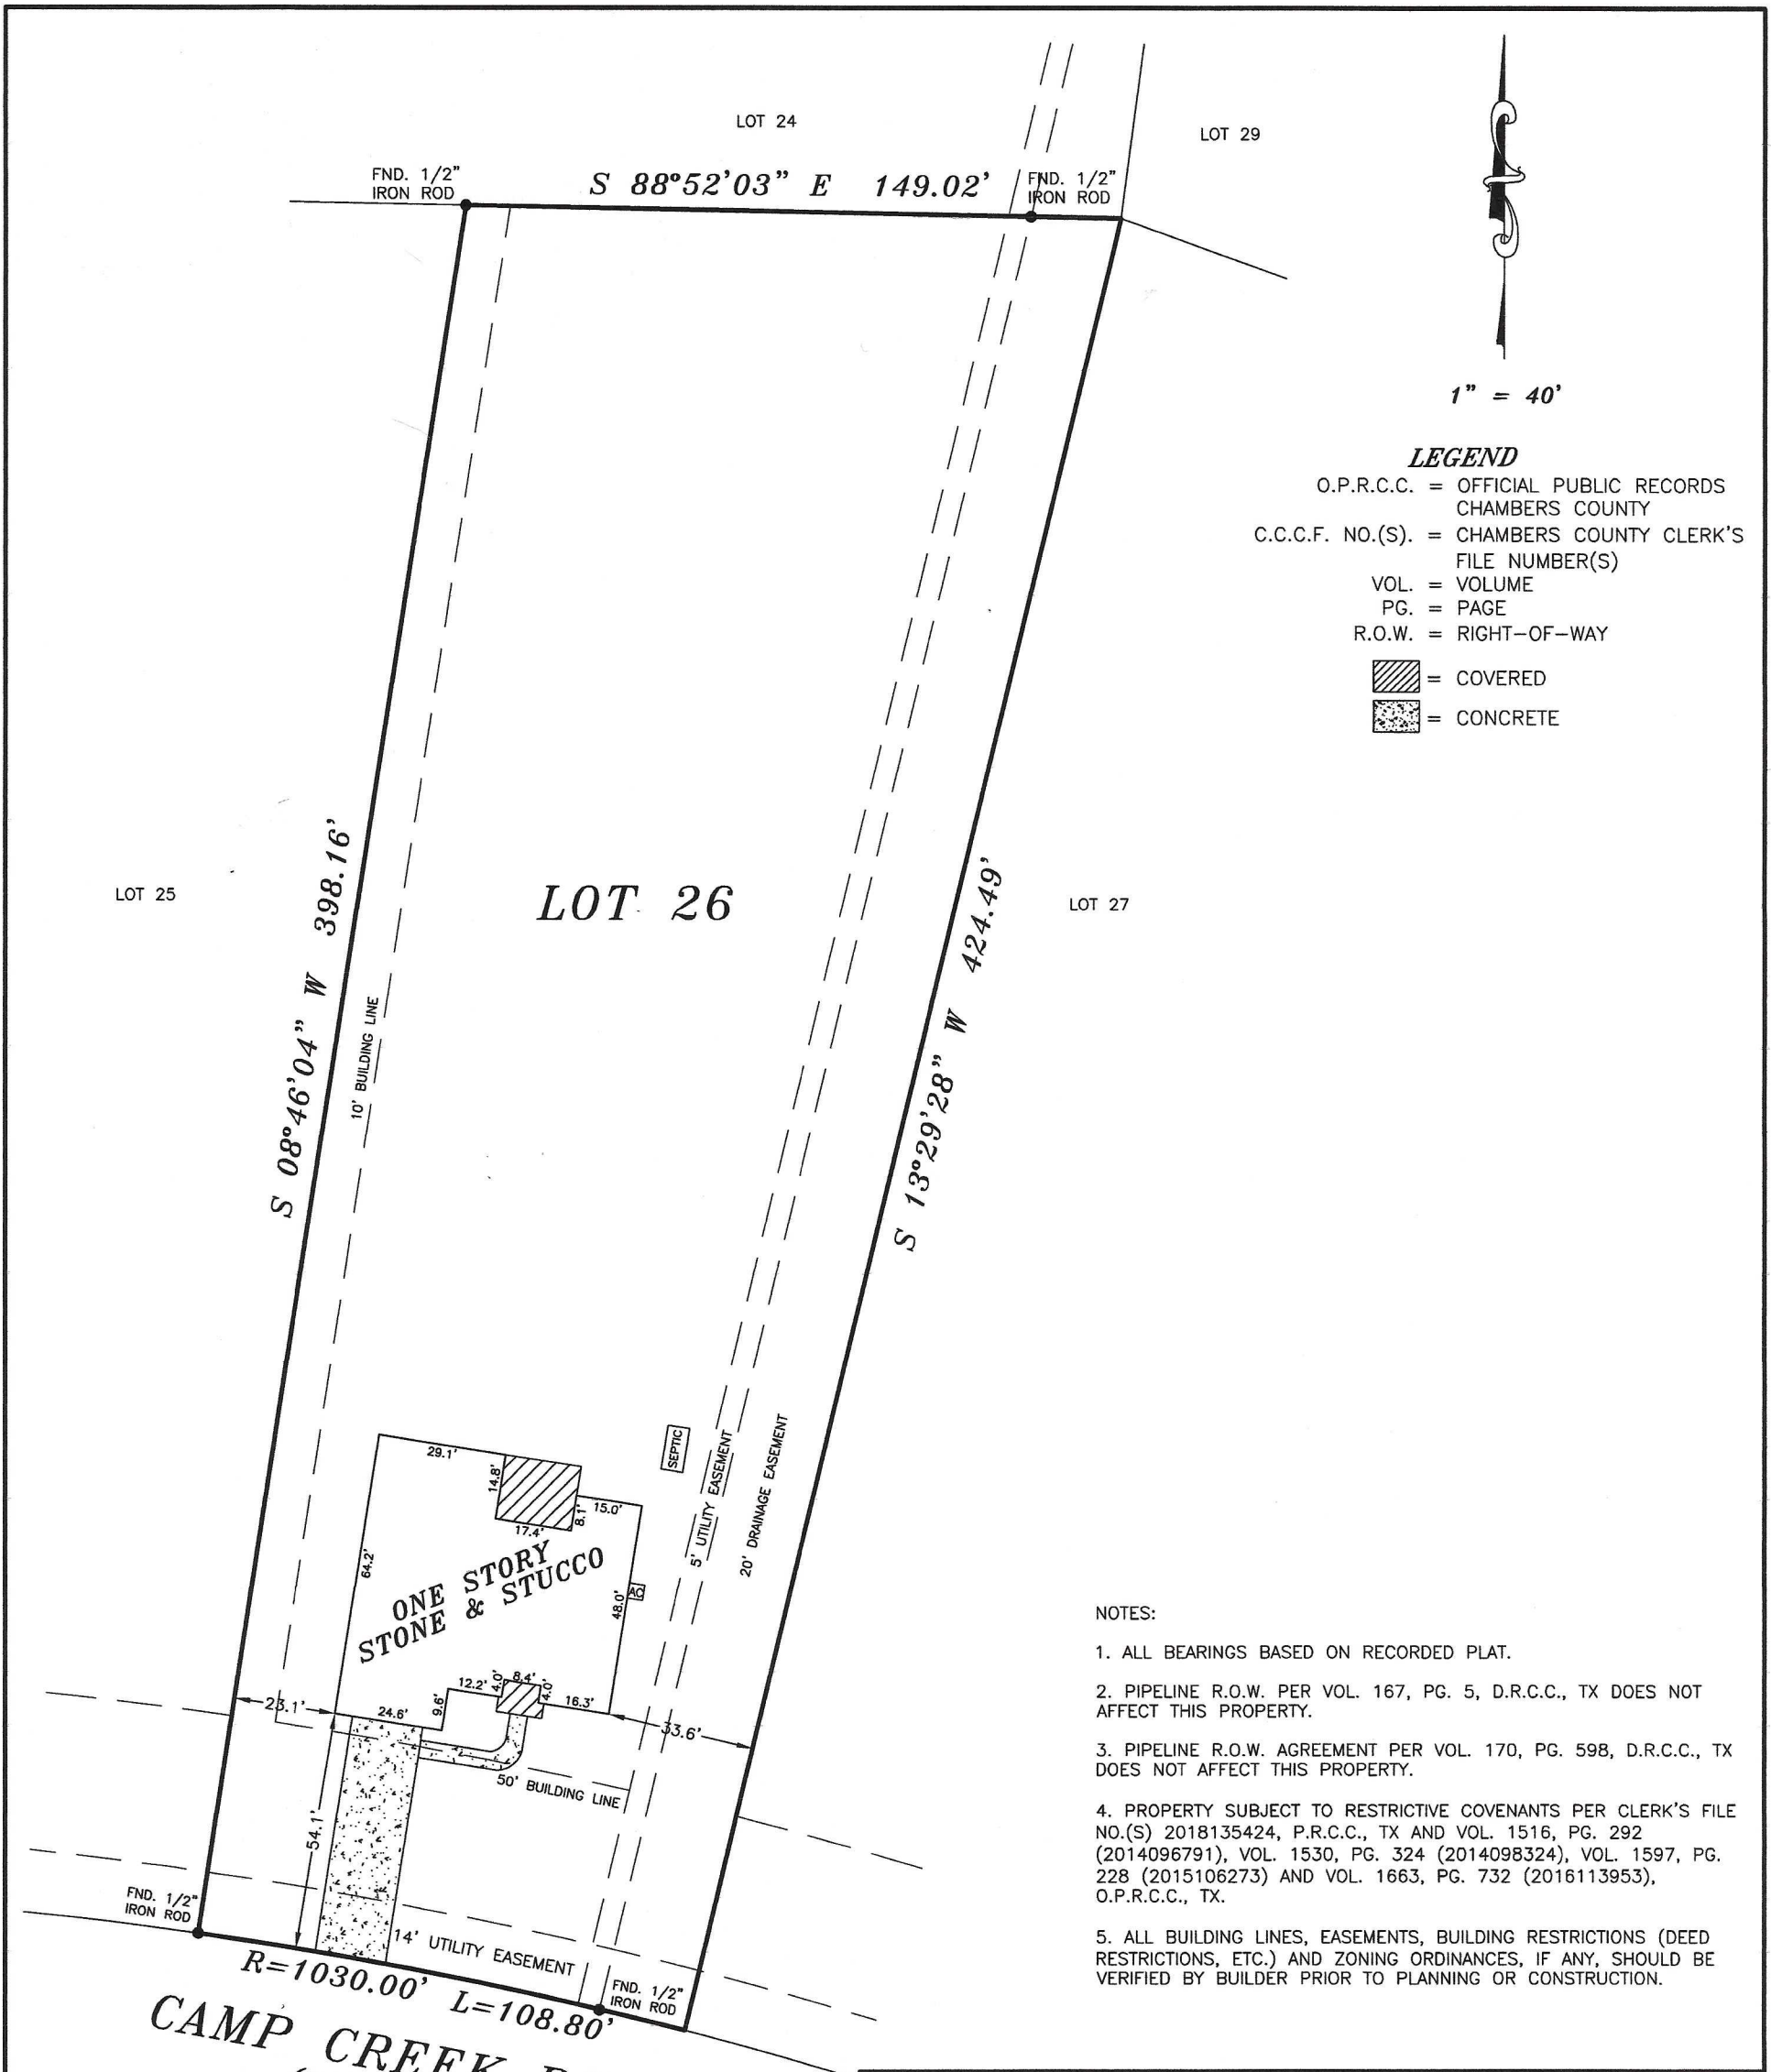 LOT 24
LOT 29
FND. 1/2"
IRON ROD
S 88°52'03" E 149.02'
FND. 1/2"
IRON ROD
1" = 40'
LEGEND
O.P.R.C.C. = OFFICIAL PUBLIC RECORDS
CHAMBERS COUNTY
C.C.C.F. NO.(S). = CHAMBERS COUNTY CLERK'S
FILE NUMBER(S)
VOL. = VOLUME
PG. = PAGE
R.O.W. = RIGHT-OF-WAY
= COVERED
= CONCRETE
LOT 25
S 08°46'04" W 398.16'
10' BUILDING LINE
LOT 26
S 13°29'28" W 424.49'
LOT 27
SEPTIC
5' UTILITY EASEMENT
20' DRAINAGE EASEMENT
29.1'
14.8'
17.4'
8.1'
15.0'
64.2'
ONE STORY
STONE & STUCCO
48.0'
AC
12.2'
4.0'
8.4'
4.0'
16.3'
9.6'
24.6'
23.1'
33.6'
50' BUILDING LINE
54.1'
FND. 1/2"
IRON ROD
14' UTILITY EASEMENT
FND. 1/2"
IRON ROD
R=1030.00' L=108.80'
CAMP CREEK
NOTES:
1. ALL BEARINGS BASED ON RECORDED PLAT.
2. PIPELINE R.O.W. PER VOL. 167, PG. 5, D.R.C.C., TX DOES NOT
AFFECT THIS PROPERTY.
3. PIPELINE R.O.W. AGREEMENT PER VOL. 170, PG. 598, D.R.C.C., TX
DOES NOT AFFECT THIS PROPERTY.
4. PROPERTY SUBJECT TO RESTRICTIVE COVENANTS PER CLERK'S FILE
NO.(S) 2018135424, P.R.C.C., TX AND VOL. 1516, PG. 292
(2014096791), VOL. 1530, PG. 324 (2014098324), VOL. 1597, PG.
228 (2015106273) AND VOL. 1663, PG. 732 (2016113953),
O.P.R.C.C., TX.
5. ALL BUILDING LINES, EASEMENTS, BUILDING RESTRICTIONS (DEED
RESTRICTIONS, ETC.) AND ZONING ORDINANCES, IF ANY, SHOULD BE
VERIFIED BY BUILDER PRIOR TO PLANNING OR CONSTRUCTION.